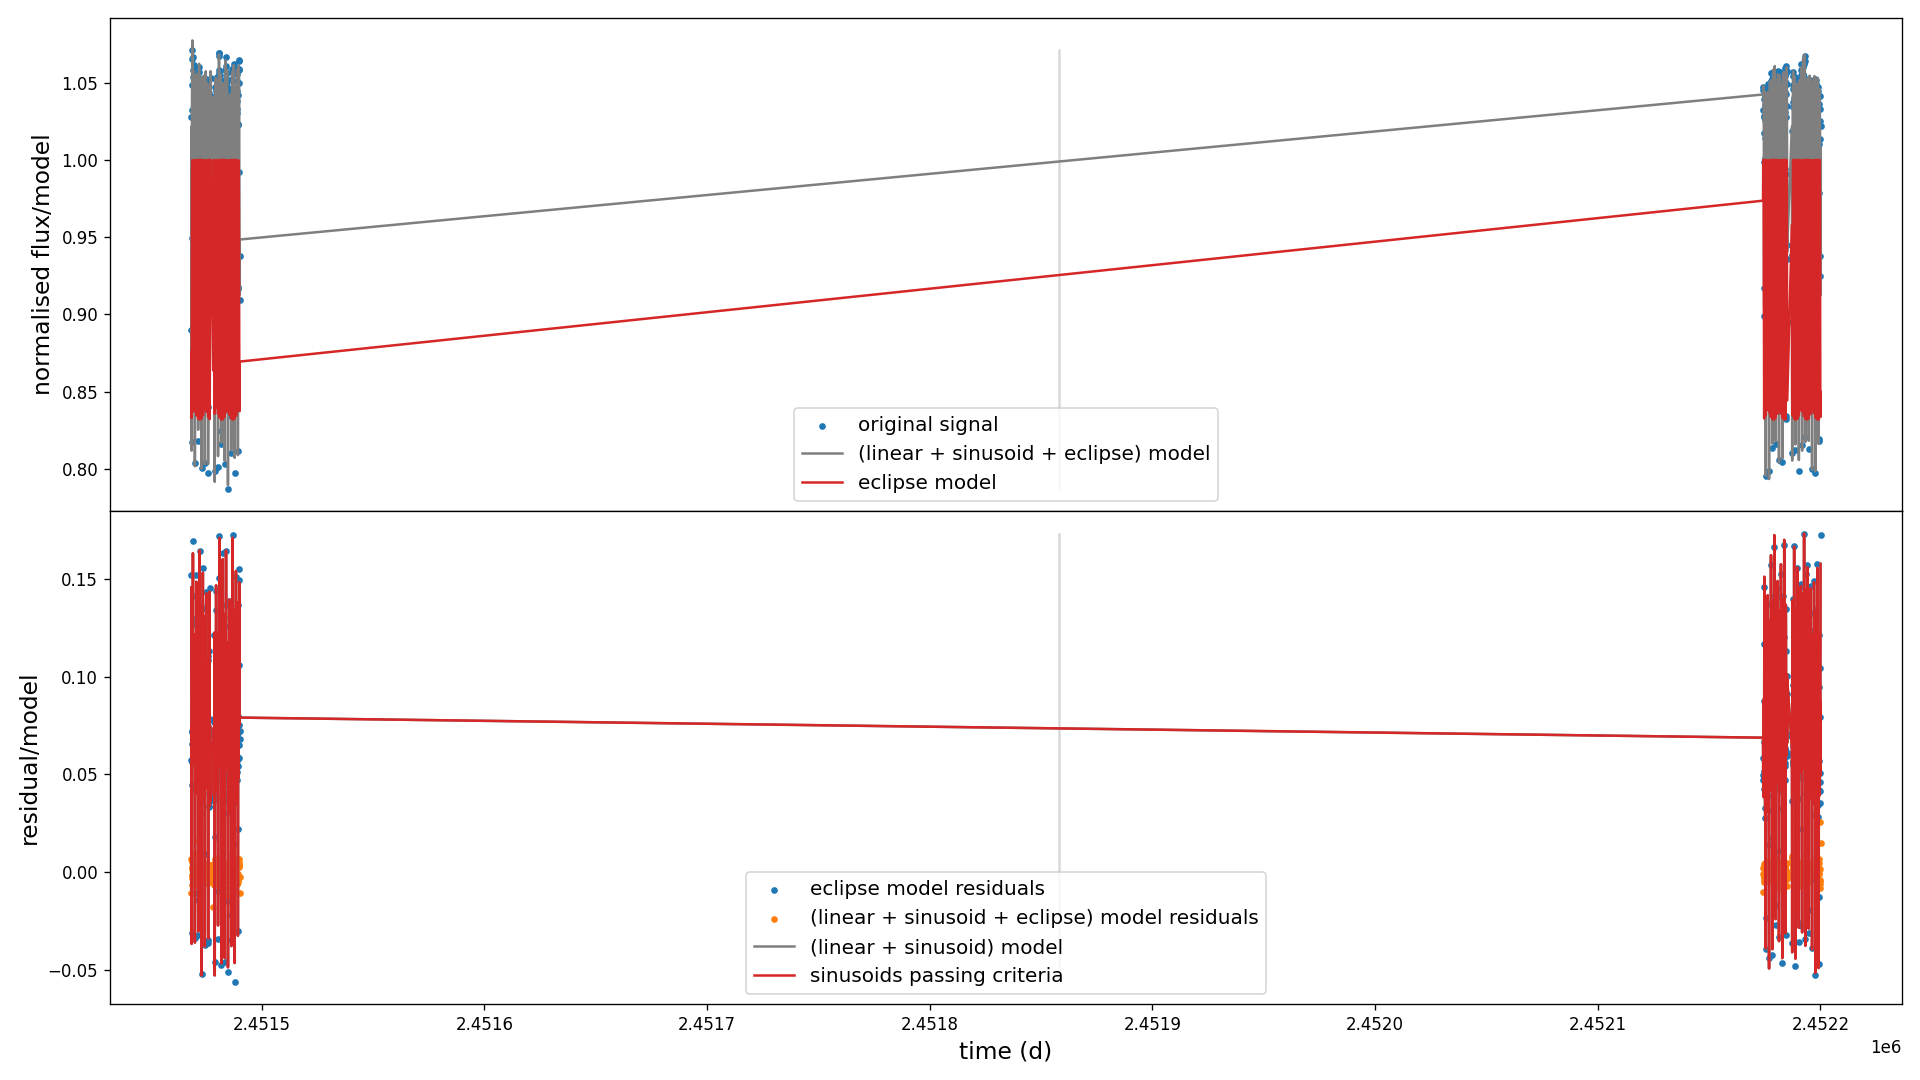 normalised flux/model
1.05
1.00
0.95
0.90
0.85
0.80
original signal
(linear + sinusoid + eclipse) model
eclipse model
residual/model
0.15
0.10
0.05
0.00
−0.05
eclipse model residuals
(linear + sinusoid + eclipse) model residuals
(linear + sinusoid) model
sinusoids passing criteria
2.4515 2.4516 2.4517 2.4518 2.4519 2.4520 2.4521 2.4522
time (d)
1e6